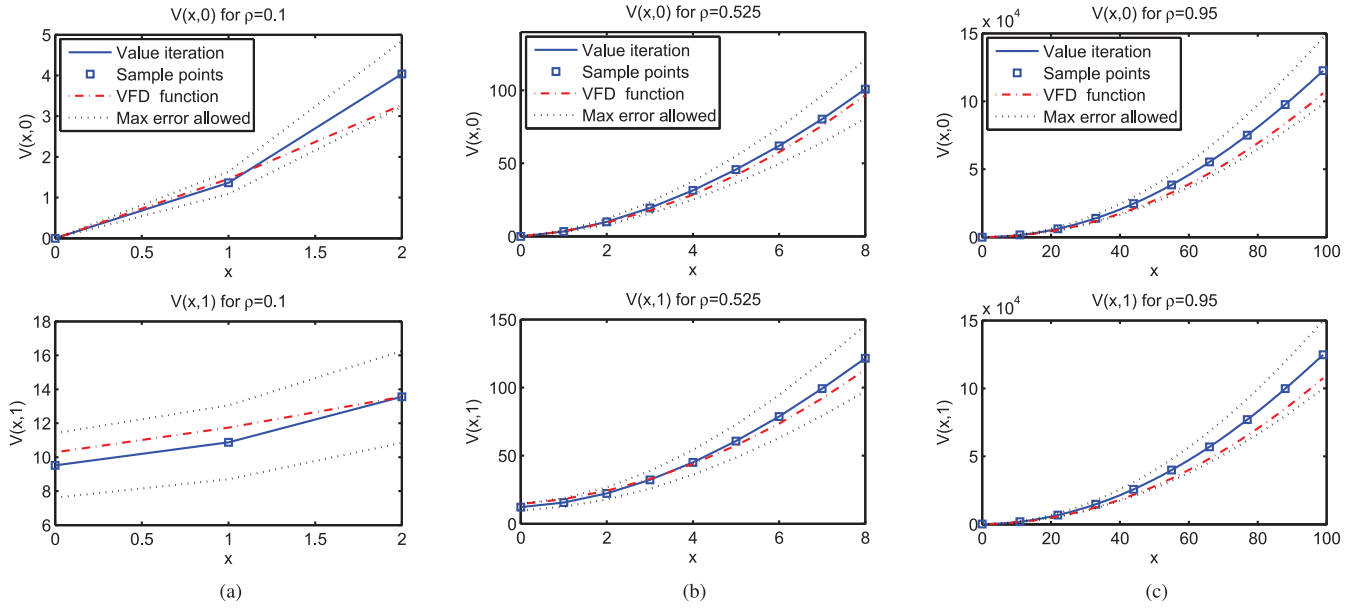 V(x,0) for ρ=0.1
5
4
3
2
1
0
V(x,0)
Value iteration
Sample points
VFD function
Max error allowed
0 0.5 1 1.5 2
x
V(x,0) for ρ=0.525
100
50
0
V(x,0)
Value iteration
Sample points
VFD function
Max error allowed
0 2 4 6 8
x
V(x,0) for ρ=0.95
x 10^4
15
10
5
0
V(x,0)
Value iteration
Sample points
VFD function
Max error allowed
0 20 40 60 80 100
x
V(x,1) for ρ=0.1
18
16
14
12
10
8
6
V(x,1)
0 0.5 1 1.5 2
x
(a)
V(x,1) for ρ=0.525
150
100
50
0
V(x,1)
0 2 4 6 8
x
(b)
V(x,1) for ρ=0.95
x 10^4
15
10
5
0
V(x,1)
0 20 40 60 80 100
x
(c)